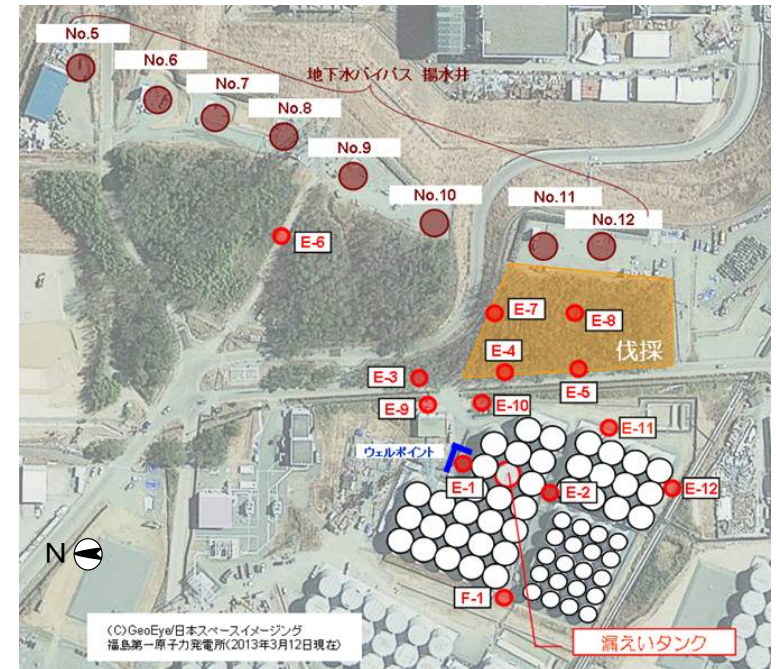 No.5
No.6
No.7
No.8
地下水バイパス 揚水井
No.9
No.10
No.11
No.12
E-6
E-7
E-8
伐採
E-4
E-3
E-5
E-9
E-10
E-11
ウェルポイント
E-1
E-2
E-12
N
F-1
(C)GeoEye/日本スペースイメージング
福島第一原子力発電所(2013年3月12日現在)
漏えいタンク